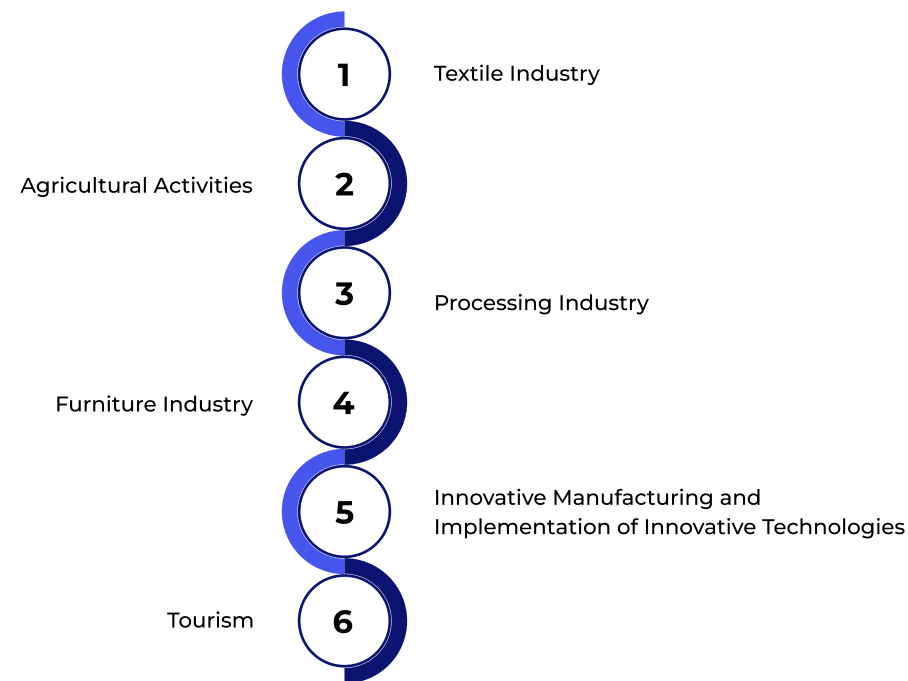 1
Textile Industry
Agricultural Activities
2
3
Processing Industry
Furniture Industry
4
5
Innovative Manufacturing and
Implementation of Innovative Technologies
Tourism
6